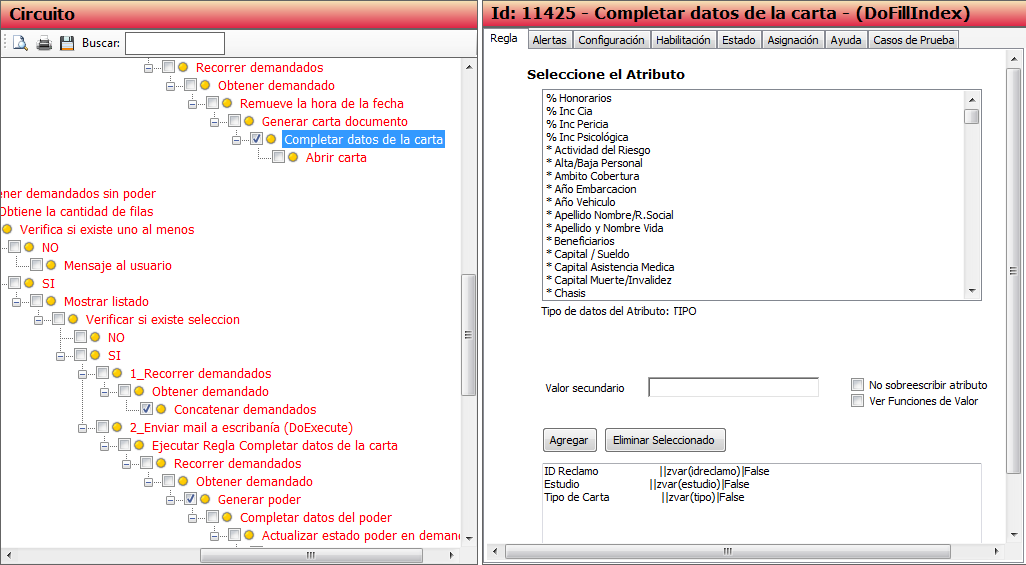 Circuito
Buscar:
Recorrer demandados
Obtener demandado
Remueve la hora de la fecha
Generar carta documento
Completar datos de la carta
Abrir carta
ener demandados sin poder
Obtiene la cantidad de filas
Verifica si existe uno al menos
NO
Mensaje al usuario
SI
Mostrar listado
Verificar si existe seleccion
NO
SI
1_Recorrer demandados
Obtener demandado
Concatenar demandados
2_Enviar mail a escribanía (DoExecute)
Ejecutar Regla Completar datos de la carta
Recorrer demandados
Obtener demandado
Generar poder
Completar datos del poder
Actualizar estado poder en deman
Id: 11425 - Completar datos de la carta - (DoFillIndex)
Regla Alertas Configuración Habilitación Estado Asignación Ayuda Casos de Prueba
Seleccione el Atributo
% Honorarios
% Inc Cia
% Inc Pericia
% Inc Psicológica
* Actividad del Riesgo
* Alta/Baja Personal
* Ambito Cobertura
* Año Embarcacion
* Año Vehiculo
* Apellido Nombre/R.Social
* Apellido y Nombre Vida
* Beneficiarios
* Capital / Sueldo
* Capital Asistencia Medica
* Capital Muerte/Invalidez
* Chasis
Tipo de datos del Atributo: TIPO
Valor secundario
No sobreescribir atributo
Ver Funciones de Valor
Agregar Eliminar Seleccionado
ID Reclamo ||zvar(idreclamo)|False
Estudio ||zvar(estudio)|False
Tipo de Carta ||zvar(tipo)|False